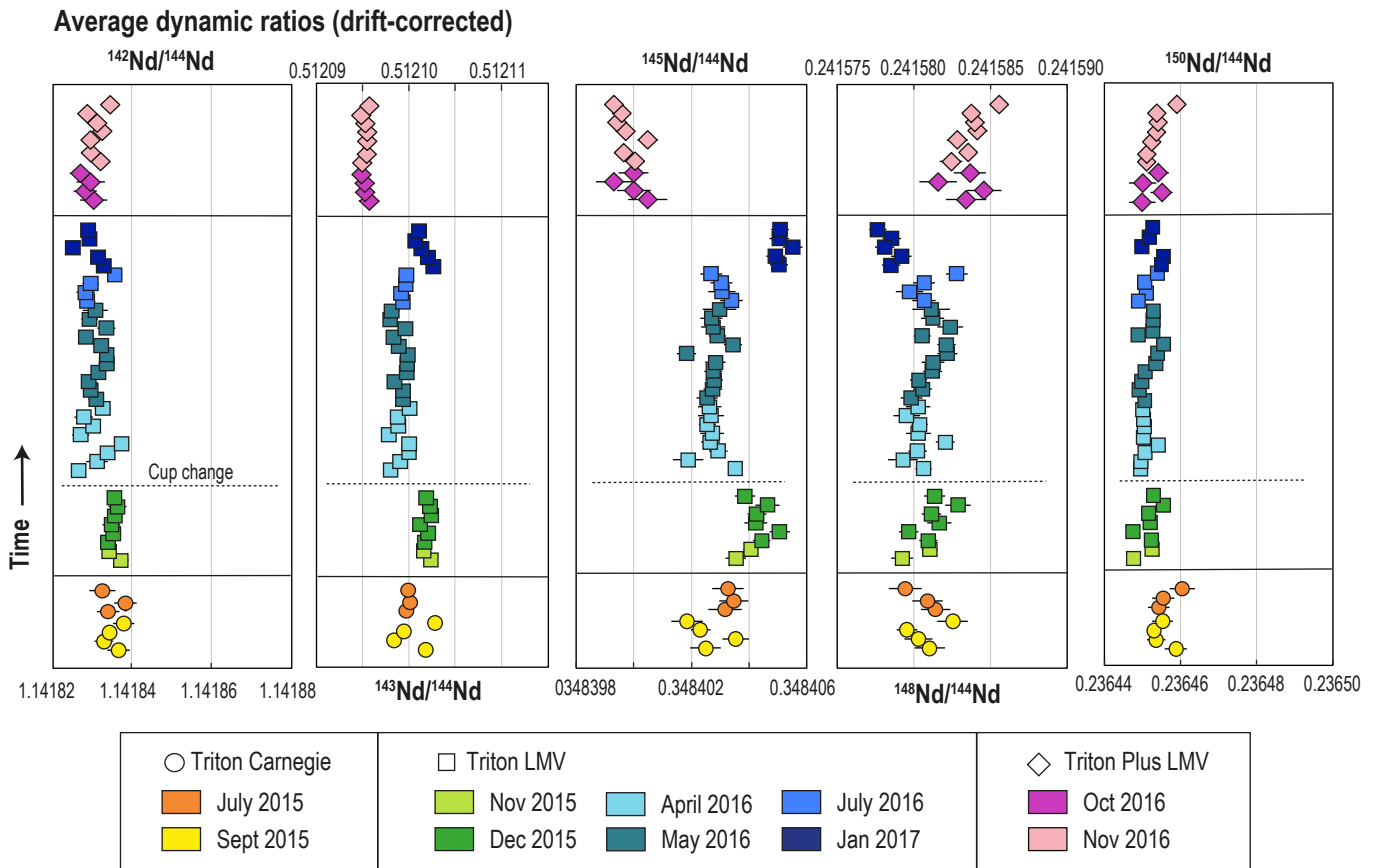 Average dynamic ratios (drift-corrected)
¹⁴²Nd/¹⁴⁴Nd
0.51209 0.51210 0.51211
¹⁴⁵Nd/¹⁴⁴Nd
0.241575 0.241580 0.241585 0.241590
¹⁵⁰Nd/¹⁴⁴Nd
Time
Cup change
1.14182 1.14184 1.14186 1.14188
¹⁴³Nd/¹⁴⁴Nd
348398 0.348402 0.348406
¹⁴⁸Nd/¹⁴⁴Nd
0.23644 0.23646 0.23648 0.23650
Triton Carnegie
July 2015
Sept 2015
Triton LMV
Nov 2015 April 2016 July 2016
Dec 2015 May 2016 Jan 2017
Triton Plus LMV
Oct 2016
Nov 2016